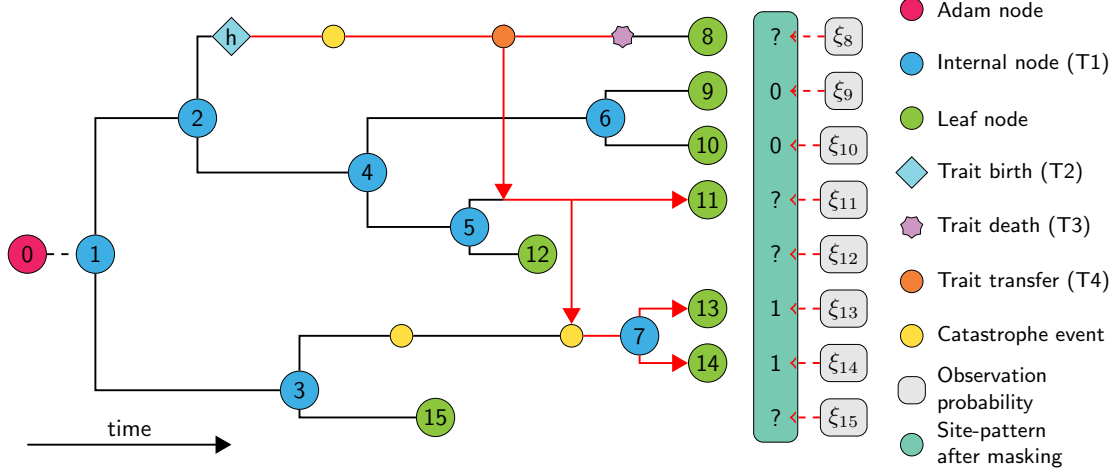 h
8
? ξ8
9
0 ξ9
2
6
10
0 ξ10
4
11
? ξ11
5
0
1
12
? ξ12
13
1 ξ13
7
14
1 ξ14
3
15
? ξ15
time
Adam node
Internal node (T1)
Leaf node
Trait birth (T2)
Trait death (T3)
Trait transfer (T4)
Catastrophe event
Observation
probability
Site-pattern
after masking